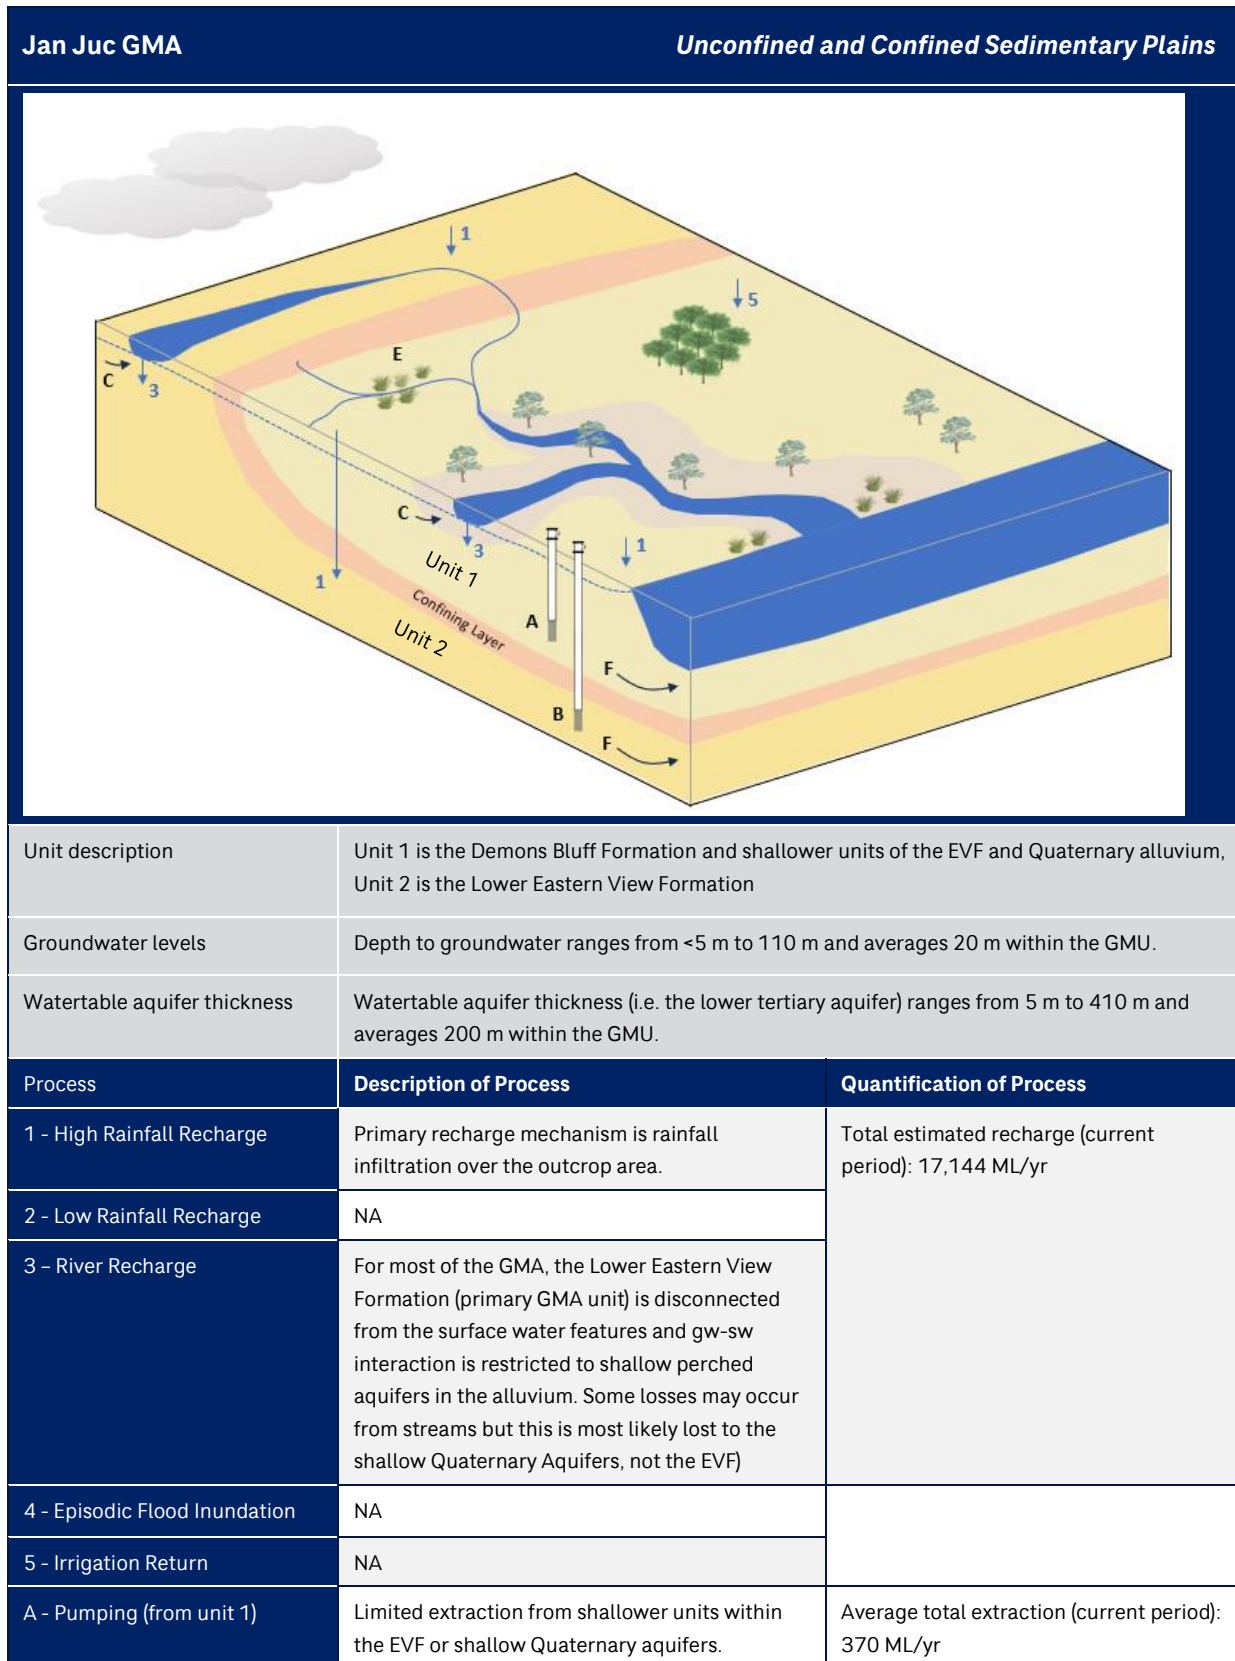 Jan Juc GMA
Unconfined and Confined Sedimentary Plains
1
5
E
C
3
C
3
1
Unit 1
1
Confining Layer
A
Unit 2
F
B
F
Unit description
Unit 1 is the Demons Bluff Formation and shallower units of the EVF and Quaternary alluvium,
Unit 2 is the Lower Eastern View Formation
Groundwater levels
Depth to groundwater ranges from <5 m to 110 m and averages 20 m within the GMU.
Watertable aquifer thickness
Watertable aquifer thickness (i.e. the lower tertiary aquifer) ranges from 5 m to 410 m and
averages 200 m within the GMU.
Process
Description of Process
Quantification of Process
1 - High Rainfall Recharge
Primary recharge mechanism is rainfall
infiltration over the outcrop area.
Total estimated recharge (current
period): 17,144 ML/yr
2 - Low Rainfall Recharge
NA
3 – River Recharge
For most of the GMA, the Lower Eastern View
Formation (primary GMA unit) is disconnected
from the surface water features and gw-sw
interaction is restricted to shallow perched
aquifers in the alluvium. Some losses may occur
from streams but this is most likely lost to the
shallow Quaternary Aquifers, not the EVF)
4 - Episodic Flood Inundation
NA
5 - Irrigation Return
NA
A - Pumping (from unit 1)
Limited extraction from shallower units within
the EVF or shallow Quaternary aquifers.
Average total extraction (current period):
370 ML/yr